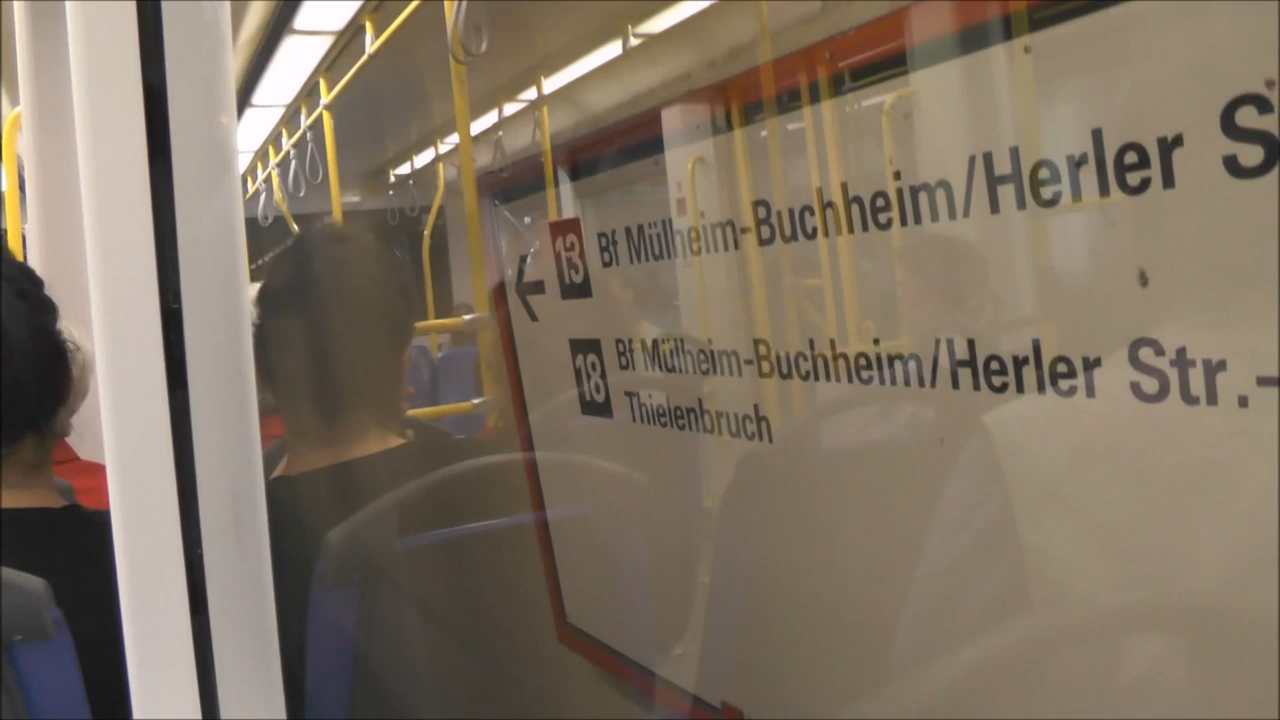 ← 13 Bf Mülheim-Buchheim/Herler S
18 Bf Mülheim-Buchheim/Herler Str.-
Thielenbruch